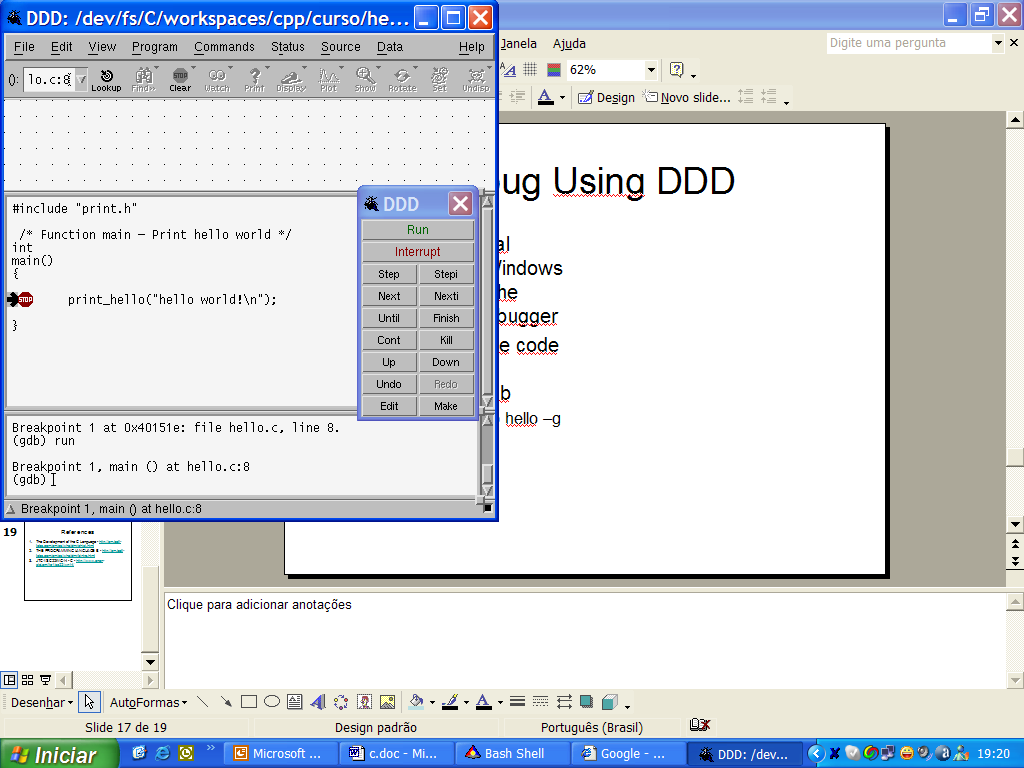 DDD: /dev/fs/C/workspaces/cpp/curso/he...
File Edit View Program Commands Status Source Data Help
(): lo.c:8
Lookup Find» Clear Watch Print Display Plot Show Rotate Set Undisp
#include "print.h"
/* Function main - Print hello world */
int
main()
{
STOP print_hello("hello world!\n");
}
DDD
Run
Interrupt
Step Stepi
Next Nexti
Until Finish
Cont Kill
Up Down
Undo Redo
Edit Make
Breakpoint 1 at 0x40151e: file hello.c, line 8.
(gdb) run
Breakpoint 1, main () at hello.c:8
(gdb)
Breakpoint 1, main () at hello.c:8
Janela Ajuda
Digite uma pergunta
62%
Design Novo slide...
ug Using DDD
al
Windows
he
bugger
e code
b
hello –g
19
References
Clique para adicionar anotações
Desenhar AutoFormas
Slide 17 de 19 Design padrão Português (Brasil)
Iniciar
Microsoft ... c.doc - Mi... Bash Shell Google - ... DDD: /dev... 19:20